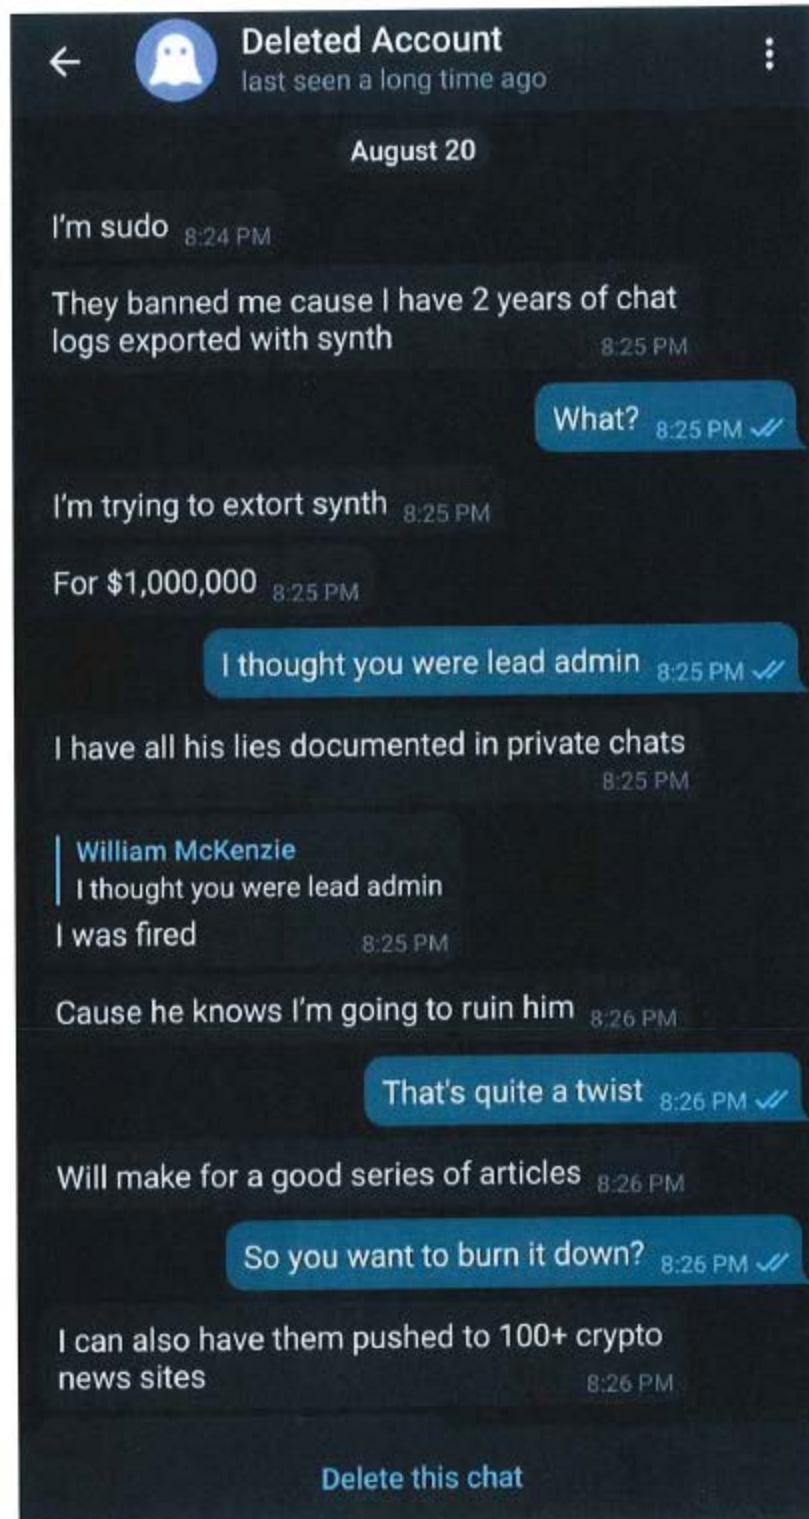 Deleted Account
last seen a long time ago
August 20
I'm sudo 8:24 PM
They banned me cause I have 2 years of chat
logs exported with synth 8:25 PM
What? 8:25 PM
I'm trying to extort synth 8:25 PM
For $1,000,000 8:25 PM
I thought you were lead admin 8:25 PM
I have all his lies documented in private chats
8:25 PM
William McKenzie
I thought you were lead admin
I was fired 8:25 PM
Cause he knows I'm going to ruin him 8:26 PM
That's quite a twist 8:26 PM
Will make for a good series of articles 8:26 PM
So you want to burn it down? 8:26 PM
I can also have them pushed to 100+ crypto
news sites 8:26 PM
Delete this chat